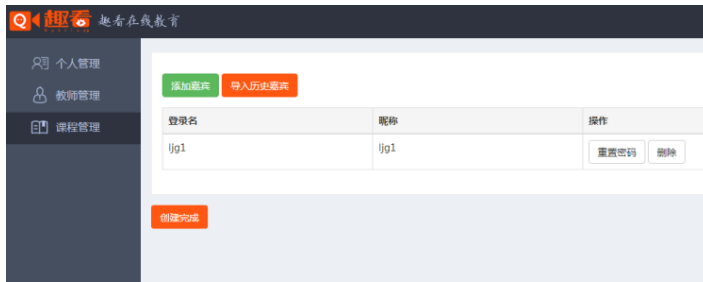 趣看 趣看在线教育
个人管理
教师管理
课程管理
添加嘉宾 导入历史嘉宾
登录名 昵称 操作
ljg1 ljg1 重置密码 删除
创建完成